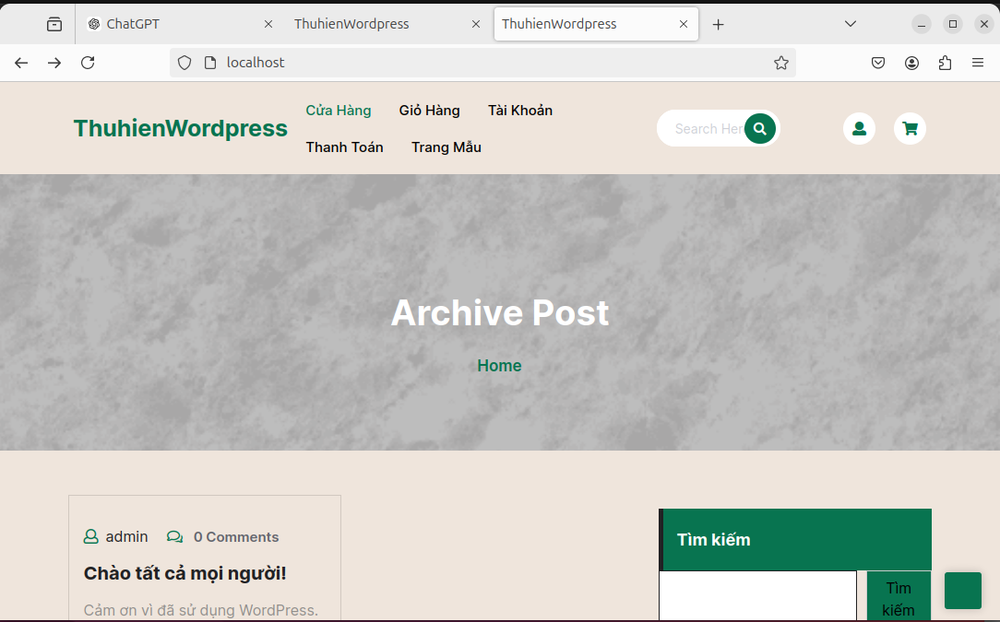 ChatGPT
ThuhienWordpress
ThuhienWordpress
localhost
ThuhienWordpress
Cửa Hàng
Giỏ Hàng
Tài Khoản
Thanh Toán
Trang Mẫu
Search Her
Archive Post
Home
admin
0 Comments
Chào tất cả mọi người!
Cảm ơn vì đã sử dụng WordPress.
Tìm kiếm
Tìm
kiếm